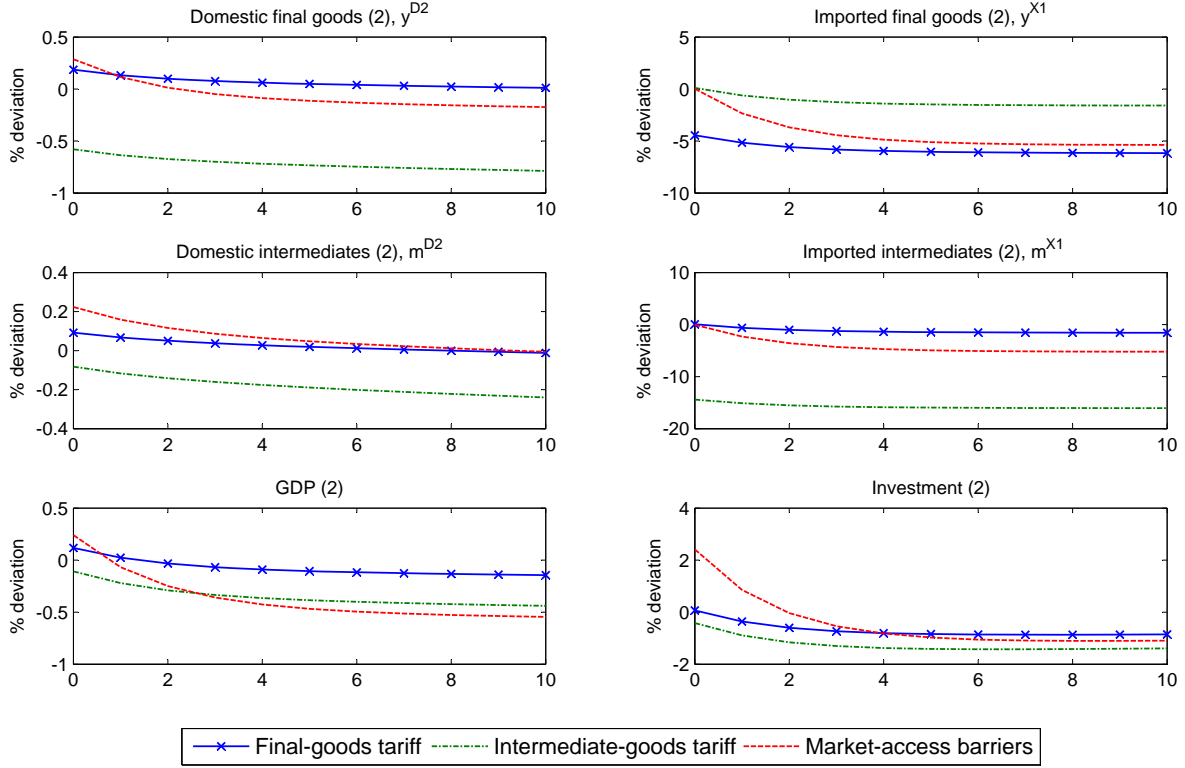 Domestic final goods (2), y^D2
% deviation
0.5
0
-0.5
-1
0 2 4 6 8 10
Imported final goods (2), y^X1
% deviation
5
0
-5
-10
0 2 4 6 8 10
Domestic intermediates (2), m^D2
% deviation
0.4
0.2
0
-0.2
-0.4
0 2 4 6 8 10
Imported intermediates (2), m^X1
% deviation
10
0
-10
-20
0 2 4 6 8 10
GDP (2)
% deviation
0.5
0
-0.5
-1
0 2 4 6 8 10
Investment (2)
% deviation
4
2
0
-2
0 2 4 6 8 10
Final-goods tariff Intermediate-goods tariff Market-access barriers